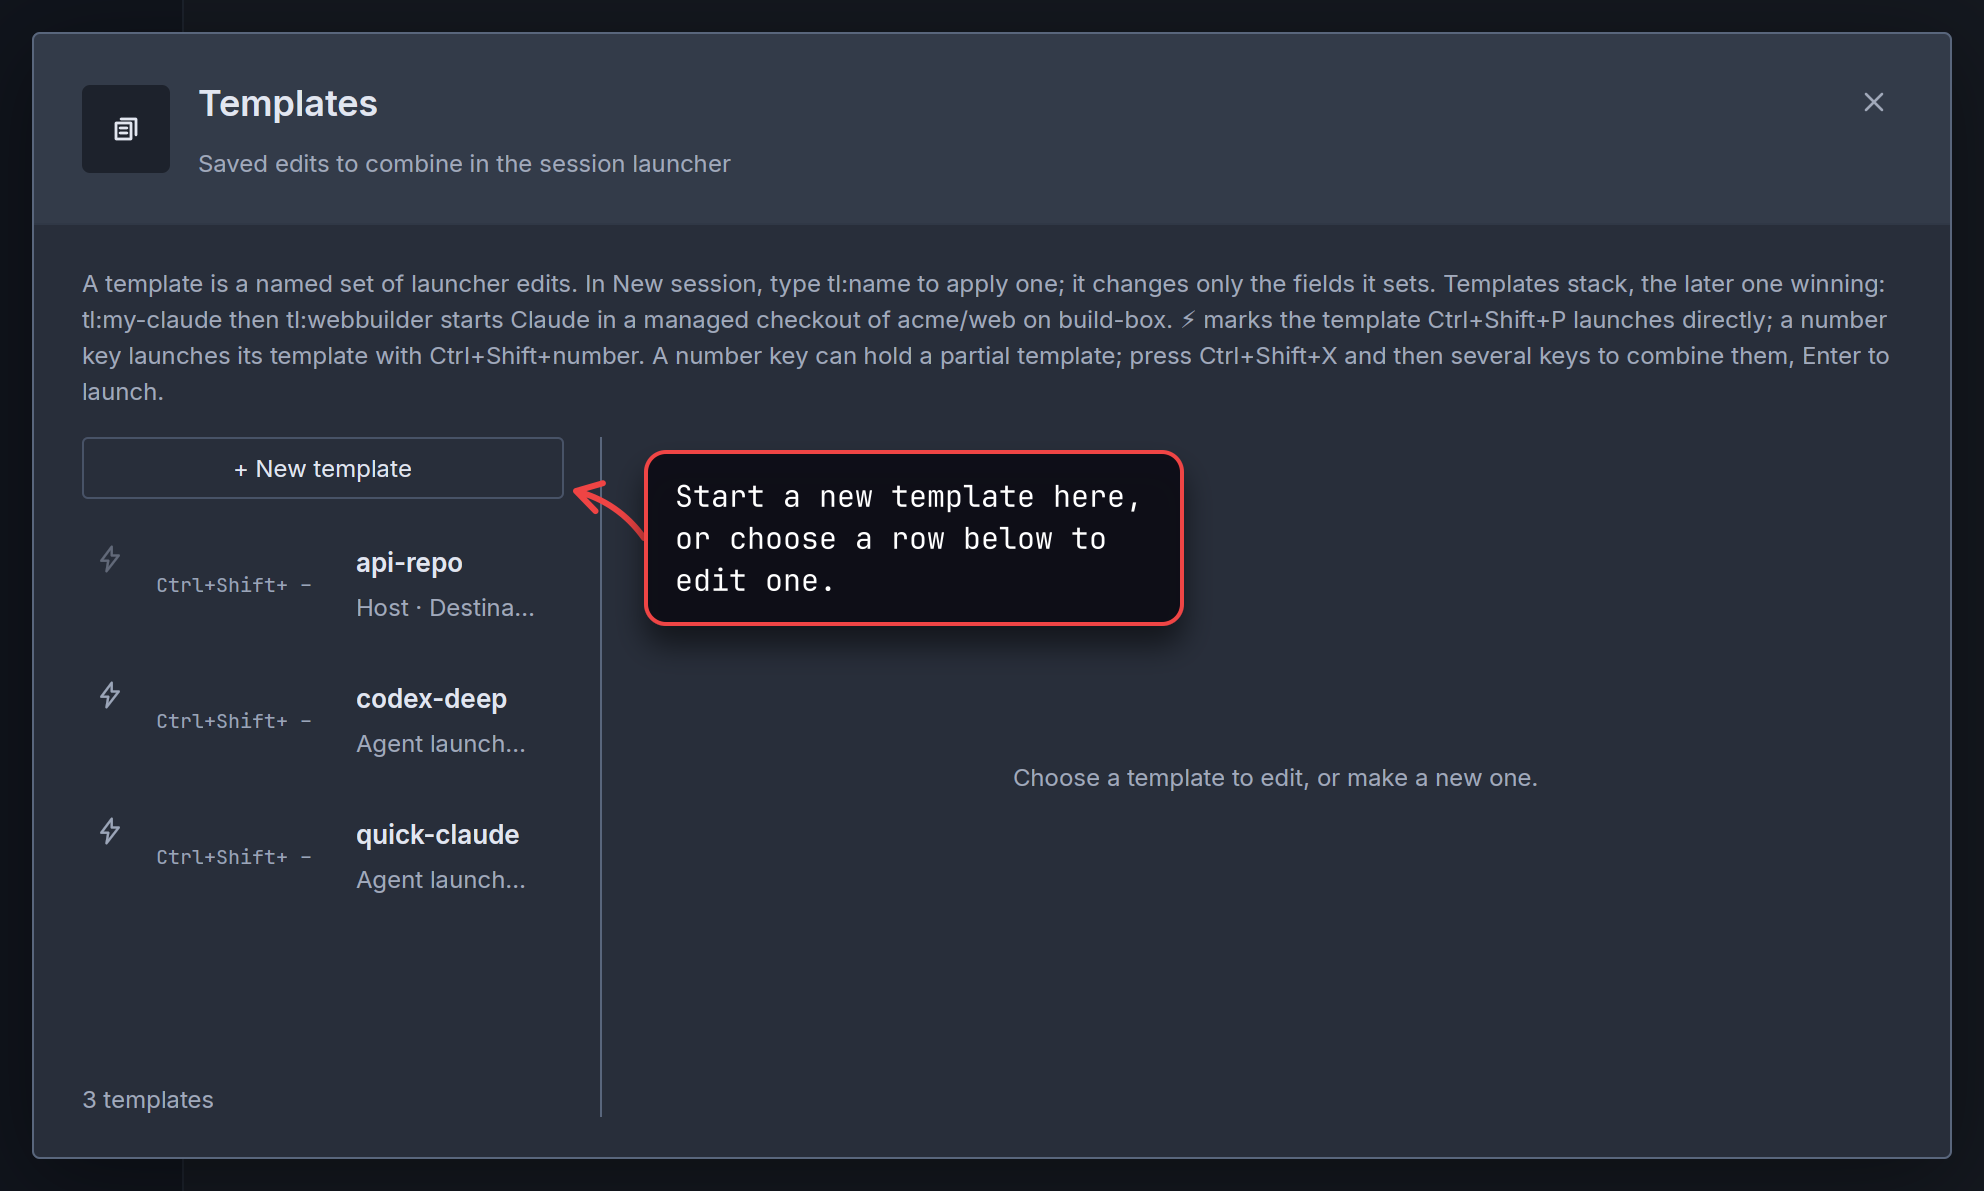 Templates
Saved edits to combine in the session launcher
A template is a named set of launcher edits. In New session, type tl:name to apply one; it changes only the fields it sets. Templates stack, the later one winning:
tl:my-claude then tl:webbuilder starts Claude in a managed checkout of acme/web on build-box. ⚡ marks the template Ctrl+Shift+P launches directly; a number
key launches its template with Ctrl+Shift+number. A number key can hold a partial template; press Ctrl+Shift+X and then several keys to combine them, Enter to
launch.
+ New template
Start a new template here,
or choose a row below to
edit one.
api-repo
Ctrl+Shift+ –
Host · Destina...
codex-deep
Ctrl+Shift+ –
Agent launch...
Choose a template to edit, or make a new one.
quick-claude
Ctrl+Shift+ –
Agent launch...
3 templates